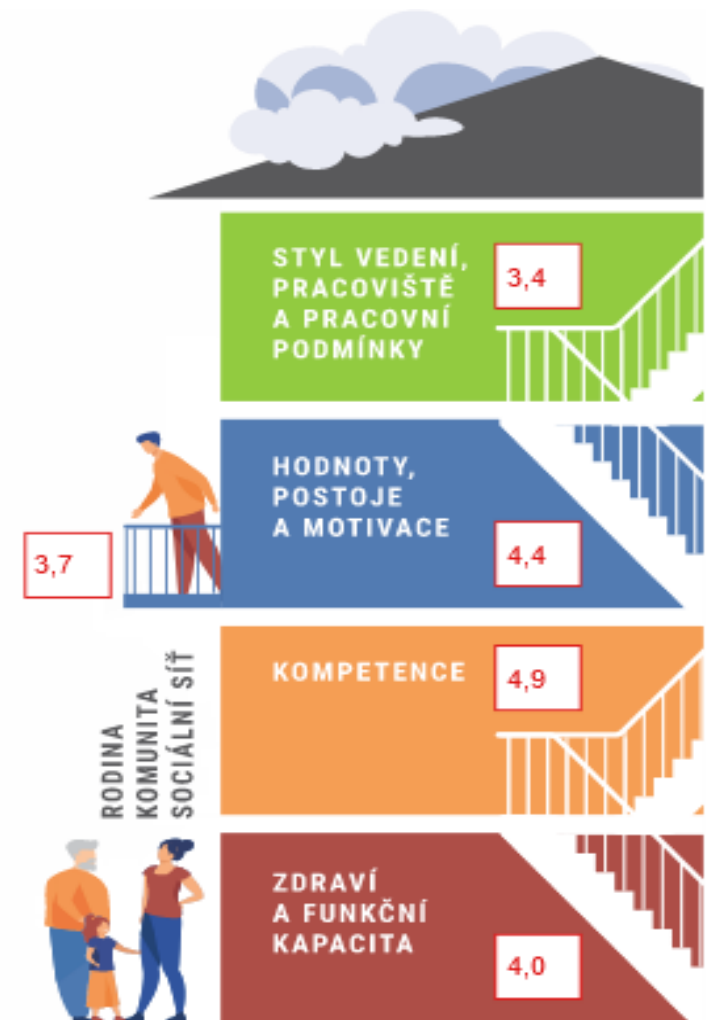 STYL VEDENÍ,
PRACOVIŠTĚ
A PRACOVNÍ
PODMÍNKY
3,4
HODNOTY,
POSTOJE
A MOTIVACE
4,4
3,7
KOMPETENCE
4,9
RODINA
KOMUNITA
SOCIÁLNÍ SÍŤ
ZDRAVÍ
A FUNKČNÍ
KAPACITA
4,0